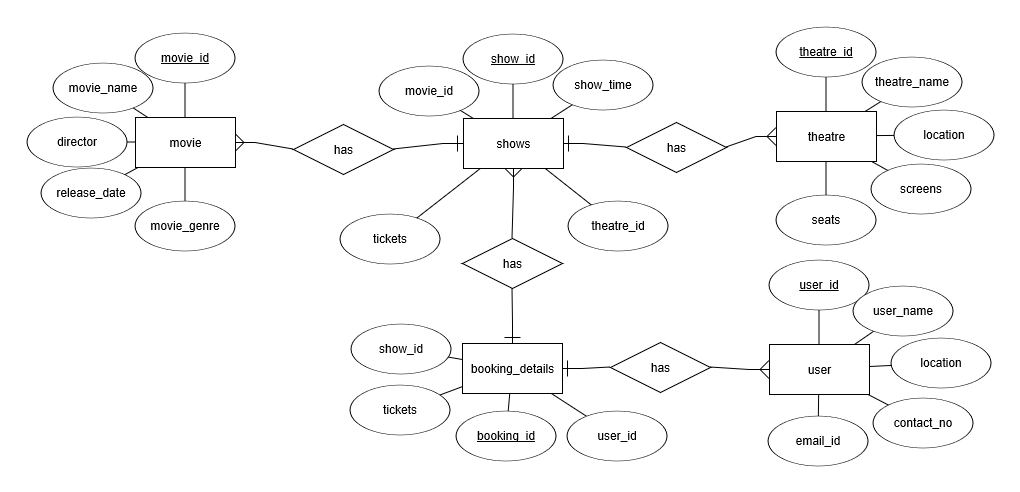 movie_id
movie_name
director
movie
release_date
movie_genre
has
show_id
movie_id
show_time
shows
tickets
theatre_id
has
theatre_id
theatre_name
location
theatre
screens
seats
has
show_id
booking_details
tickets
booking_id
user_id
has
user_id
user_name
location
user
contact_no
email_id